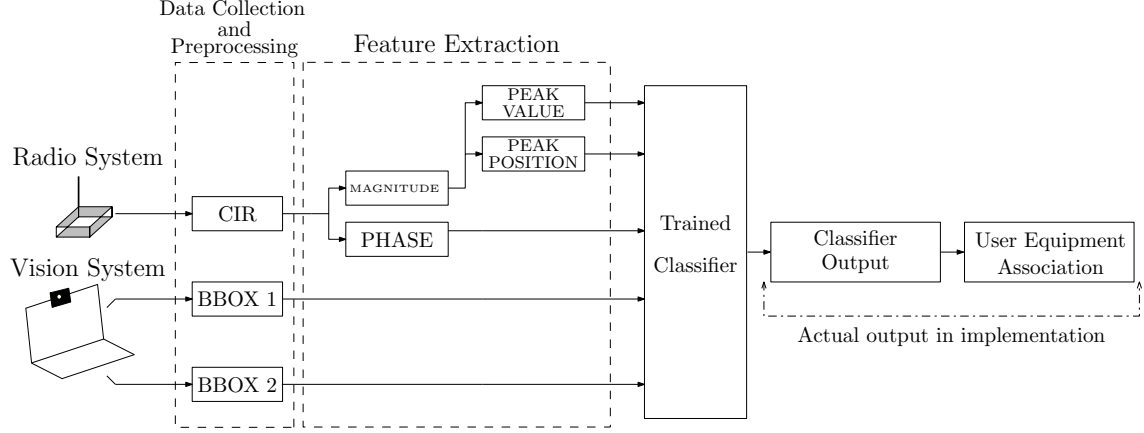 Data Collection
and
Preprocessing
Feature Extraction
PEAK
VALUE
PEAK
POSITION
Radio System
MAGNITUDE
CIR
PHASE
Trained
Classifier
Classifier
Output
User Equipment
Association
Vision System
BBOX 1
Actual output in implementation
BBOX 2